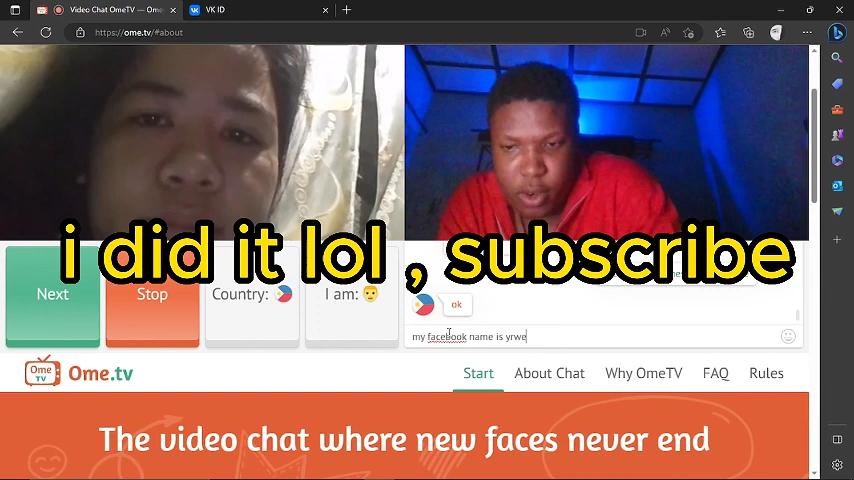 Video Chat OmeTV — Ome
VK ID
https://ome.tv/#about
i did it lol , subscribe
Next
Stop
Country:
I am:
ok
my facebook name is yrwe
Ome TV
Ome.tv
Start
About Chat
Why OmeTV
FAQ
Rules
The video chat where new faces never end